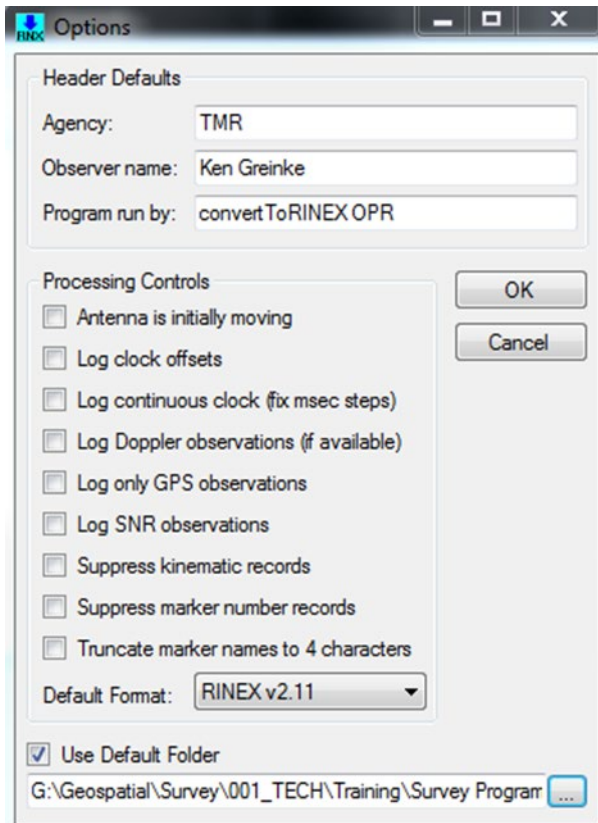 RNX Options
Header Defaults
Agency: TMR
Observer name: Ken Greinke
Program run by: convertToRINEX OPR
Processing Controls
OK
Antenna is initially moving
Cancel
Log clock offsets
Log continuous clock (fix msec steps)
Log Doppler observations (if available)
Log only GPS observations
Log SNR observations
Suppress kinematic records
Suppress marker number records
Truncate marker names to 4 characters
Default Format: RINEX v2.11
Use Default Folder
G:\Geospatial\Survey\001_TECH\Training\Survey Program ...